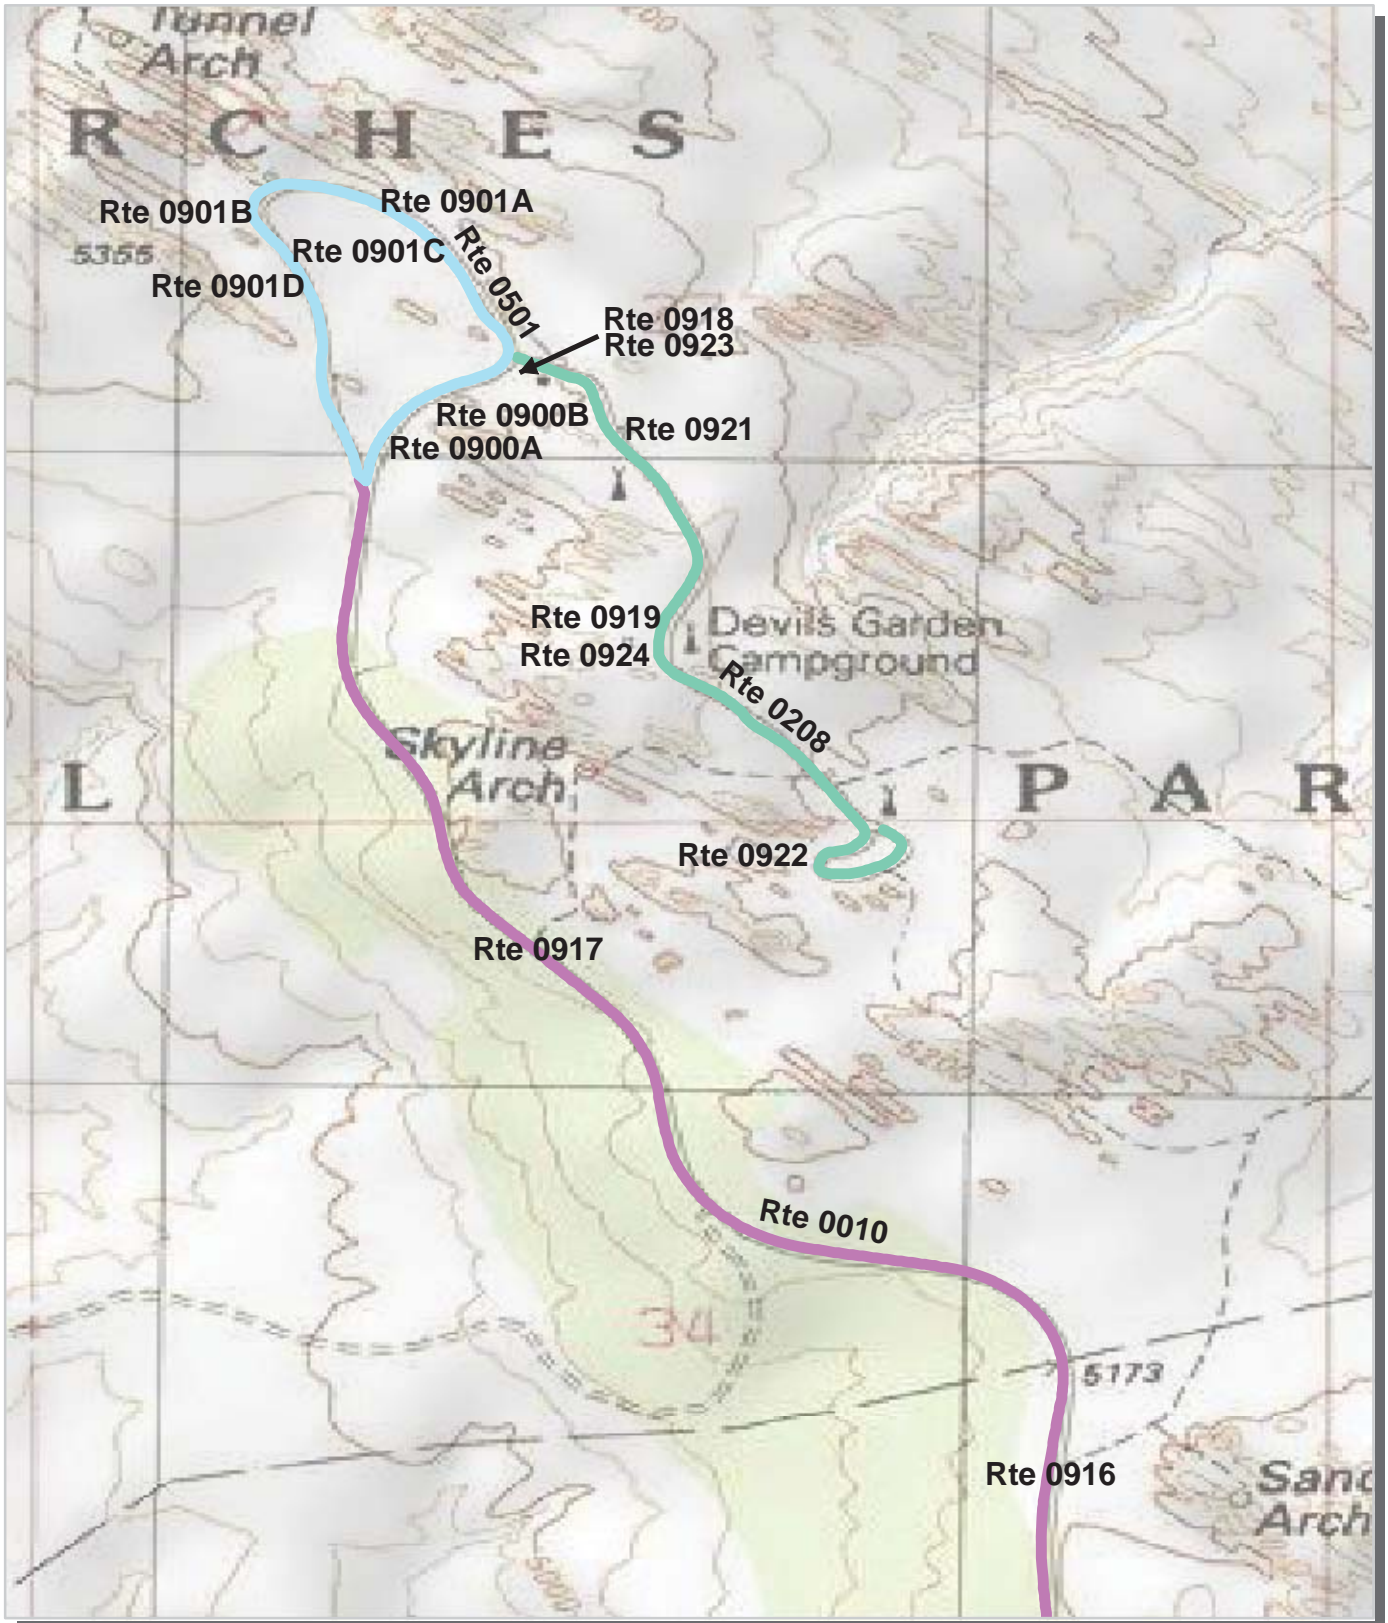 Tunnel
Arch
R C H E S
Rte 0901B
Rte 0901A
5355
Rte 0901C
Rte 0501
Rte 0901D
Rte 0918
Rte 0923
Rte 0900B
Rte 0921
Rte 0900A
Rte 0919
Devils Garden
Rte 0924
Campground
Rte 0208
Skyline
Arch
L P A R
Rte 0922
Rte 0917
Rte 0010
34
5173
Rte 0916
Sand
Arch
5000